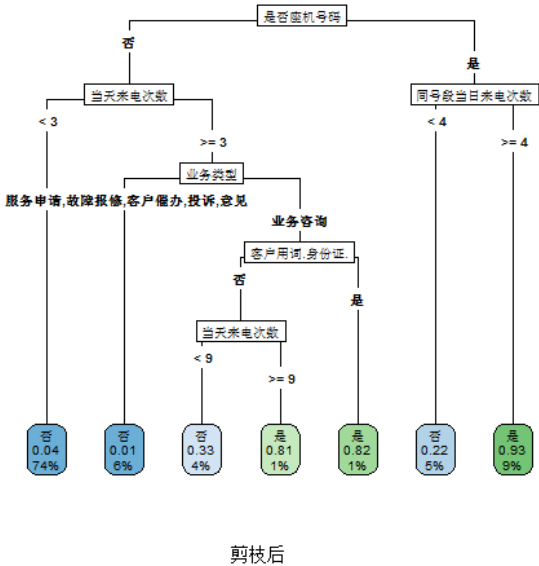 是否座机号码
否
是
当天来电次数
同号段当日来电次数
< 3
< 4
>= 3
>= 4
业务类型
服务申请,故障报修,客户催办,投诉,意见
业务咨询
客户用词.身份证.
否
是
当天来电次数
< 9
>= 9
否
0.04
74%
否
0.01
6%
否
0.33
4%
是
0.81
1%
是
0.82
1%
否
0.22
5%
是
0.93
9%
剪枝后